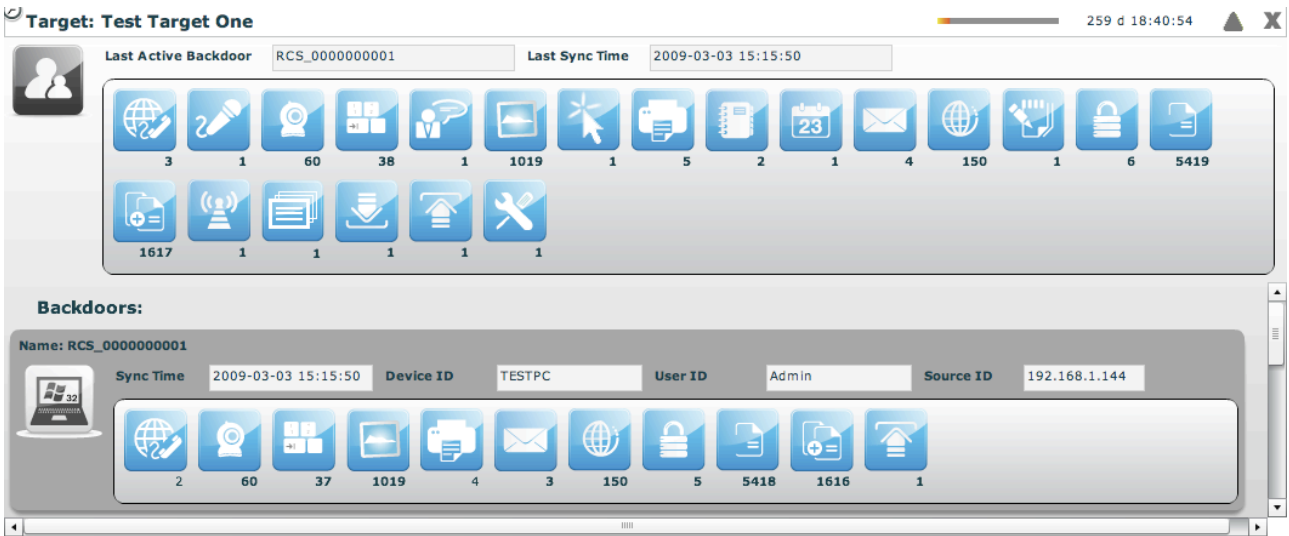 Target: Test Target One 259 d 18:40:54 X
Last Active Backdoor RCS_0000000001 Last Sync Time 2009-03-03 15:15:50
23
3 1 60 38 1 1019 1 5 2 1 4 150 1 6 5419
1617 1 1 1 1 1
Backdoors:
Name: RCS_0000000001
Sync Time 2009-03-03 15:15:50 Device ID TESTPC User ID Admin Source ID 192.168.1.144
32
2 60 37 1019 4 3 150 5 5418 1616 1